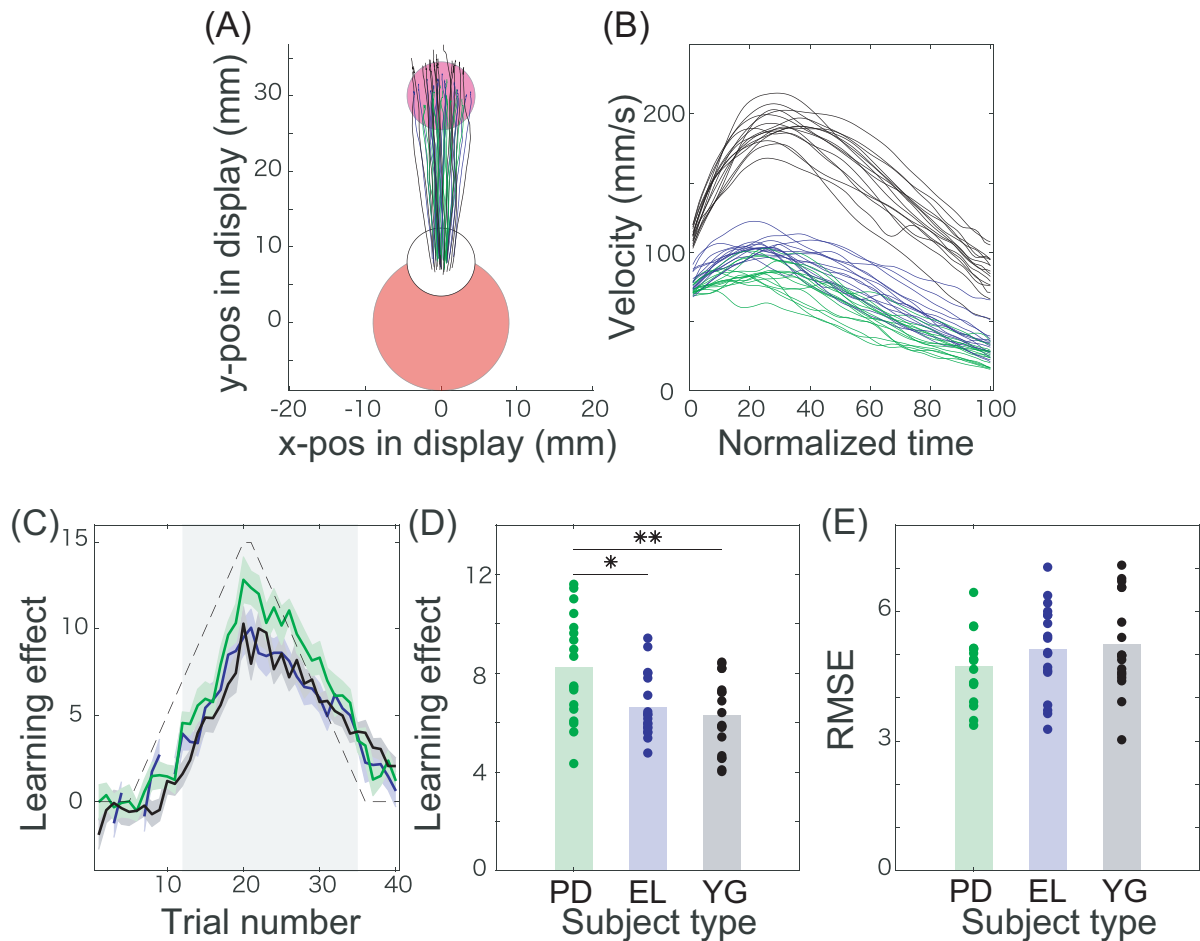 (A)
y-pos in display (mm)
30
20
10
0
-20 -10 0 10 20
x-pos in display (mm)
(B)
Velocity (mm/s)
200
100
0
0 20 40 60 80 100
Normalized time
(C)
Learning effect
15
10
5
0
10 20 30 40
Trial number
(D)
Learning effect
12
8
4
0
**
*
PD EL YG
Subject type
(E)
RMSE
6
3
0
PD EL YG
Subject type